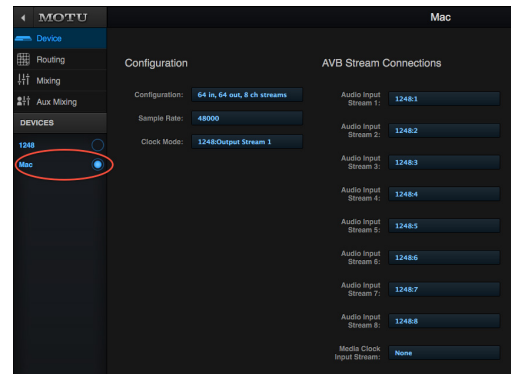 MOTU
Mac
Device
Routing
Mixing
Aux Mixing
DEVICES
1248
Mac
Configuration
Configuration: 64 in, 64 out, 8 ch streams
Sample Rate: 48000
Clock Mode: 1248:Output Stream 1
AVB Stream Connections
Audio Input
Stream 1: 1248:1
Audio Input
Stream 2: 1248:2
Audio Input
Stream 3: 1248:3
Audio Input
Stream 4: 1248:4
Audio Input
Stream 5: 1248:5
Audio Input
Stream 6: 1248:6
Audio Input
Stream 7: 1248:7
Audio Input
Stream 8: 1248:8
Media Clock
Input Stream: None